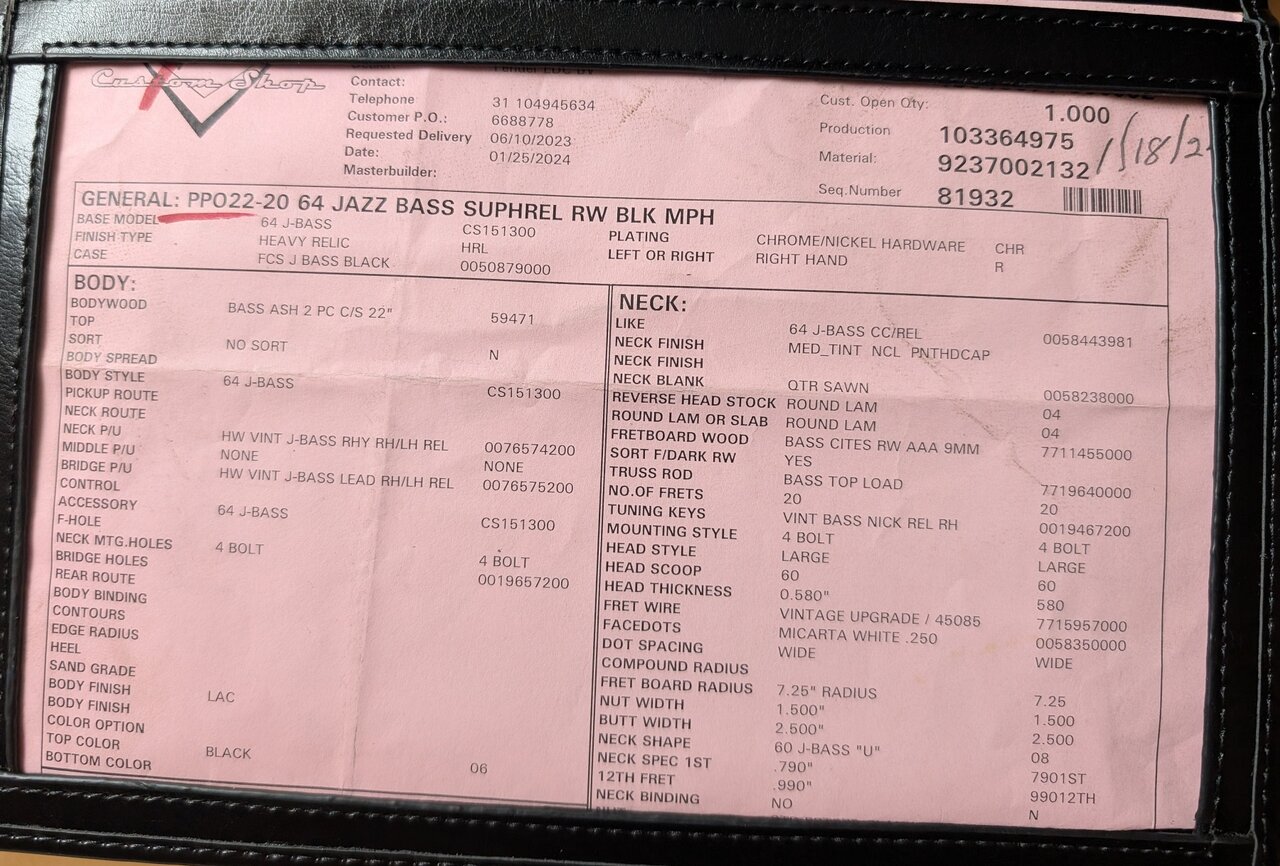 Custom Shop
Contact:
Telephone 31 104945634
Customer P.O.: 6688778
Requested Delivery 06/10/2023
Date: 01/25/2024
Masterbuilder:
Cust. Open Qty: 1.000
Production 103364975
Material: 9237002132
Seq.Number 81932
GENERAL: PPO22-20 64 JAZZ BASS SUPHREL RW BLK MPH
BASE MODEL 64 J-BASS CS151300 PLATING CHROME/NICKEL HARDWARE CHR
FINISH TYPE HEAVY RELIC HRL LEFT OR RIGHT RIGHT HAND R
CASE FCS J BASS BLACK 0050879000
BODY:
BODYWOOD BASS ASH 2 PC C/S 22" 59471
TOP
SORT NO SORT N
BODY SPREAD
BODY STYLE 64 J-BASS CS151300
PICKUP ROUTE
NECK ROUTE
NECK P/U HW VINT J-BASS RHY RH/LH REL 0076574200
MIDDLE P/U NONE NONE
BRIDGE P/U HW VINT J-BASS LEAD RH/LH REL 0076575200
CONTROL
ACCESSORY 64 J-BASS CS151300
F-HOLE
NECK MTG.HOLES 4 BOLT 4 BOLT
BRIDGE HOLES 0019657200
REAR ROUTE
BODY BINDING
CONTOURS
EDGE RADIUS
HEEL
SAND GRADE
BODY FINISH
BODY FINISH LAC
COLOR OPTION
TOP COLOR BLACK 06
BOTTOM COLOR
NECK:
LIKE 64 J-BASS CC/REL 0058443981
NECK FINISH MED_TINT NCL PNTHDCAP
NECK FINISH
NECK BLANK QTR SAWN 0058238000
REVERSE HEAD STOCK ROUND LAM 04
ROUND LAM OR SLAB ROUND LAM 04
FRETBOARD WOOD BASS CITES RW AAA 9MM 7711455000
SORT F/DARK RW YES
TRUSS ROD BASS TOP LOAD 7719640000
NO.OF FRETS 20 20
TUNING KEYS VINT BASS NICK REL RH 0019467200
MOUNTING STYLE 4 BOLT 4 BOLT
HEAD STYLE LARGE LARGE
HEAD SCOOP 60 60
HEAD THICKNESS 0.580" 580
FRET WIRE VINTAGE UPGRADE / 45085 7715957000
FACEDOTS MICARTA WHITE .250 0058350000
DOT SPACING WIDE WIDE
COMPOUND RADIUS
FRET BOARD RADIUS 7.25" RADIUS 7.25
NUT WIDTH 1.500" 1.500
BUTT WIDTH 2.500" 2.500
NECK SHAPE 60 J-BASS "U" 08
NECK SPEC 1ST .790" 7901ST
12TH FRET .990" 99012TH
NECK BINDING NO N